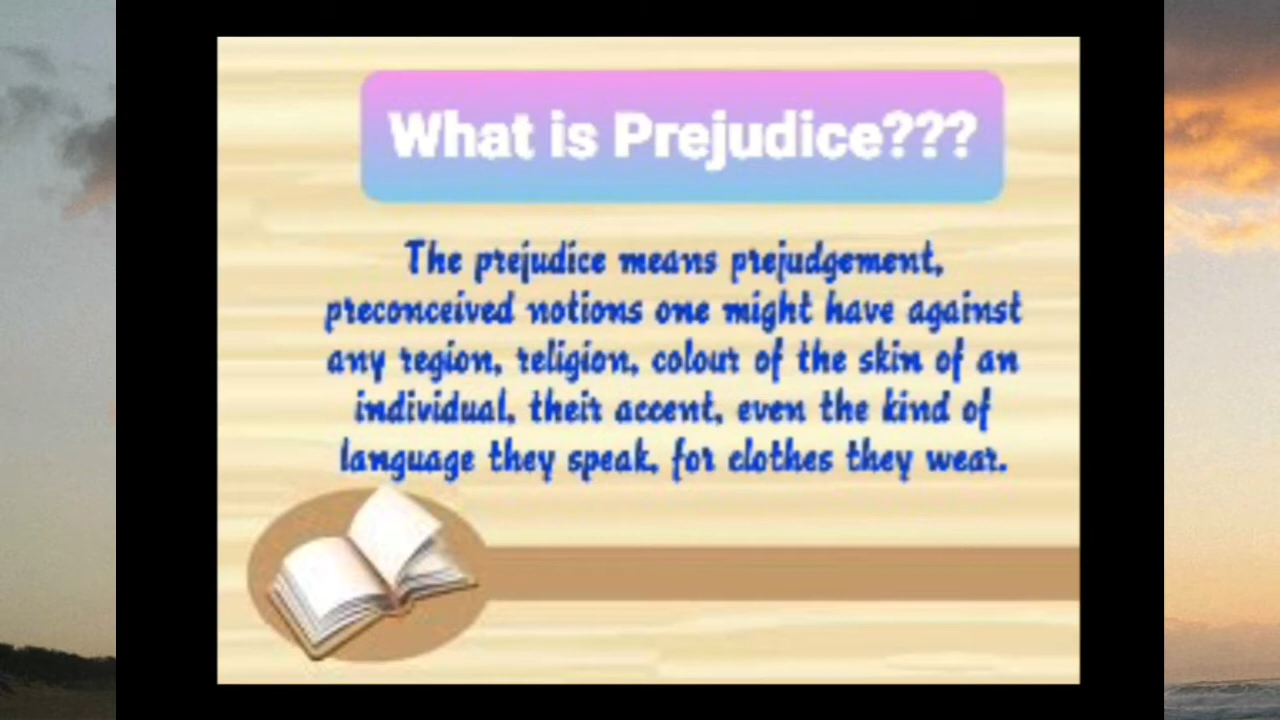 What is Prejudice???
The prejudice means prejudgement,
preconceived notions one might have against
any region, religion, colour of the skin of an
individual, their accent, even the kind of
language they speak, for clothes they wear.